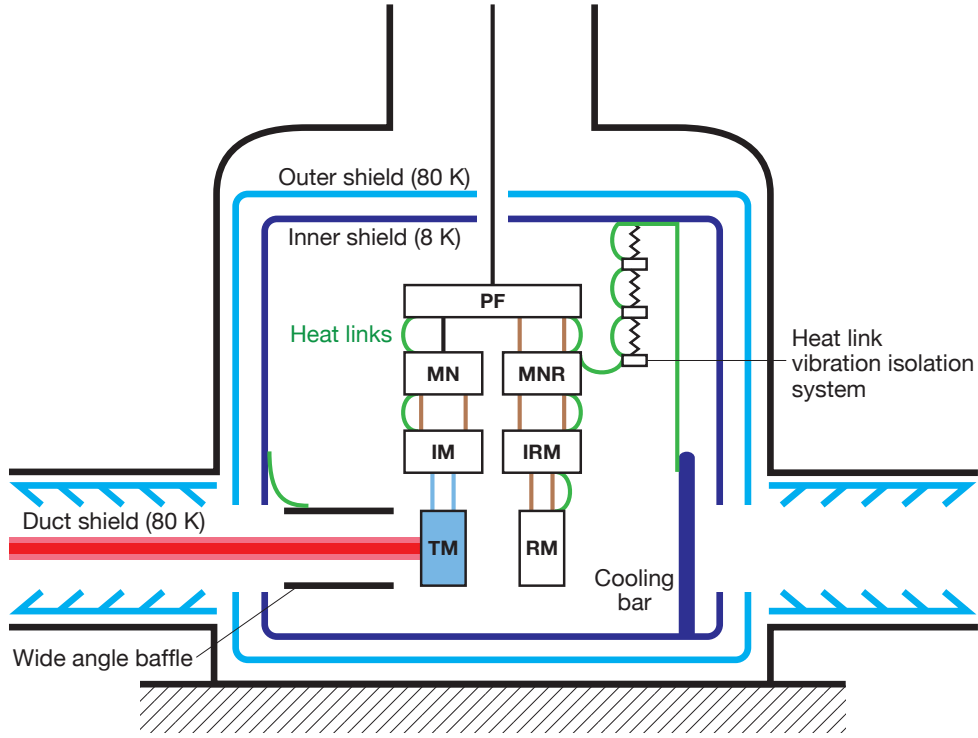 Outer shield (80 K)
Inner shield (8 K)
PF
Heat links
MN
MNR
Heat link
vibration isolation
system
IM
IRM
Duct shield (80 K)
TM
RM
Cooling
bar
Wide angle baffle